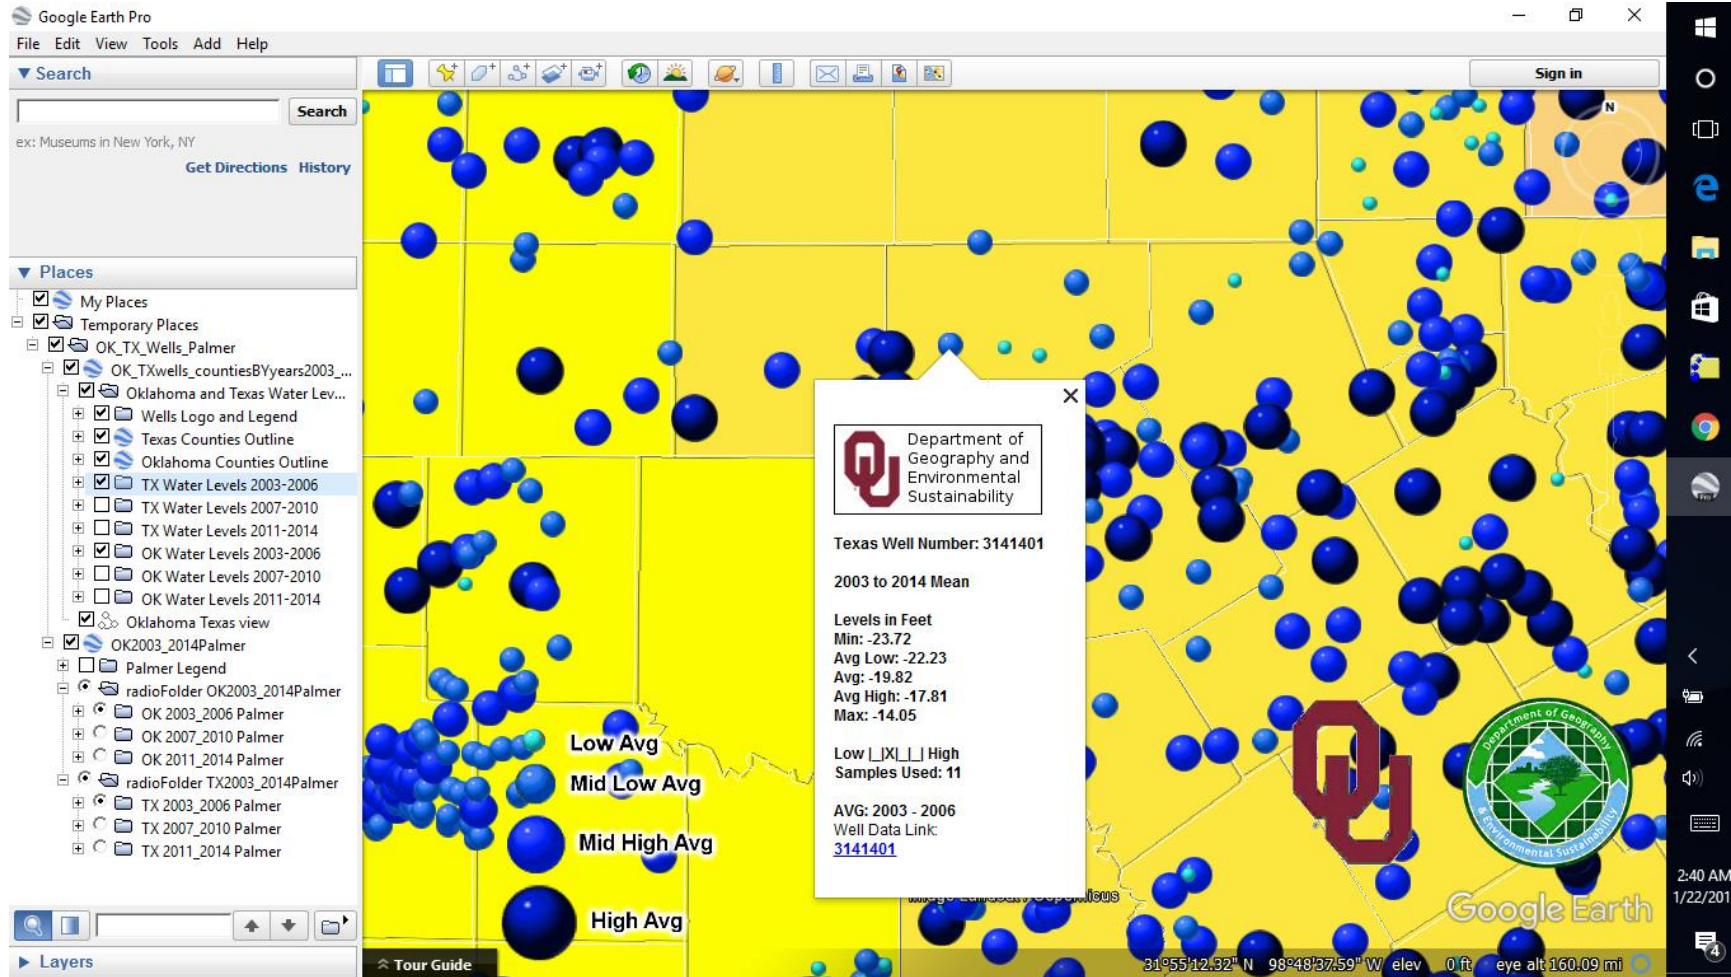 Google Earth Pro
File Edit View Tools Add Help
Search
Sign in
Search
ex: Museums in New York, NY
Get Directions History
Places
My Places
Temporary Places
OK_TX_Wells_Palmer
OK_TXwells_countiesBYyears2003_...
Oklahoma and Texas Water Lev...
Wells Logo and Legend
Texas Counties Outline
Oklahoma Counties Outline
TX Water Levels 2003-2006
TX Water Levels 2007-2010
TX Water Levels 2011-2014
OK Water Levels 2003-2006
OK Water Levels 2007-2010
OK Water Levels 2011-2014
Oklahoma Texas view
OK2003_2014Palmer
Palmer Legend
radioFolder OK2003_2014Palmer
OK 2003_2006 Palmer
OK 2007_2010 Palmer
OK 2011_2014 Palmer
radioFolder TX2003_2014Palmer
TX 2003_2006 Palmer
TX 2007_2010 Palmer
TX 2011_2014 Palmer
Layers
N
Department of
Geography and
Environmental
Sustainability
Texas Well Number: 3141401
2003 to 2014 Mean
Levels in Feet
Min: -23.72
Avg Low: -22.23
Avg: -19.82
Avg High: -17.81
Max: -14.05
Low |_|X|_|_| High
Samples Used: 11
AVG: 2003 - 2006
Well Data Link:
3141401
Low Avg
Mid Low Avg
Mid High Avg
High Avg
Department of Geography
& Environmental Sustainability
Google Earth
Tour Guide
31°55'12.32" N 98°48'37.59" W elev 0 ft eye alt 160.09 mi
2:40 AM
1/22/201
4